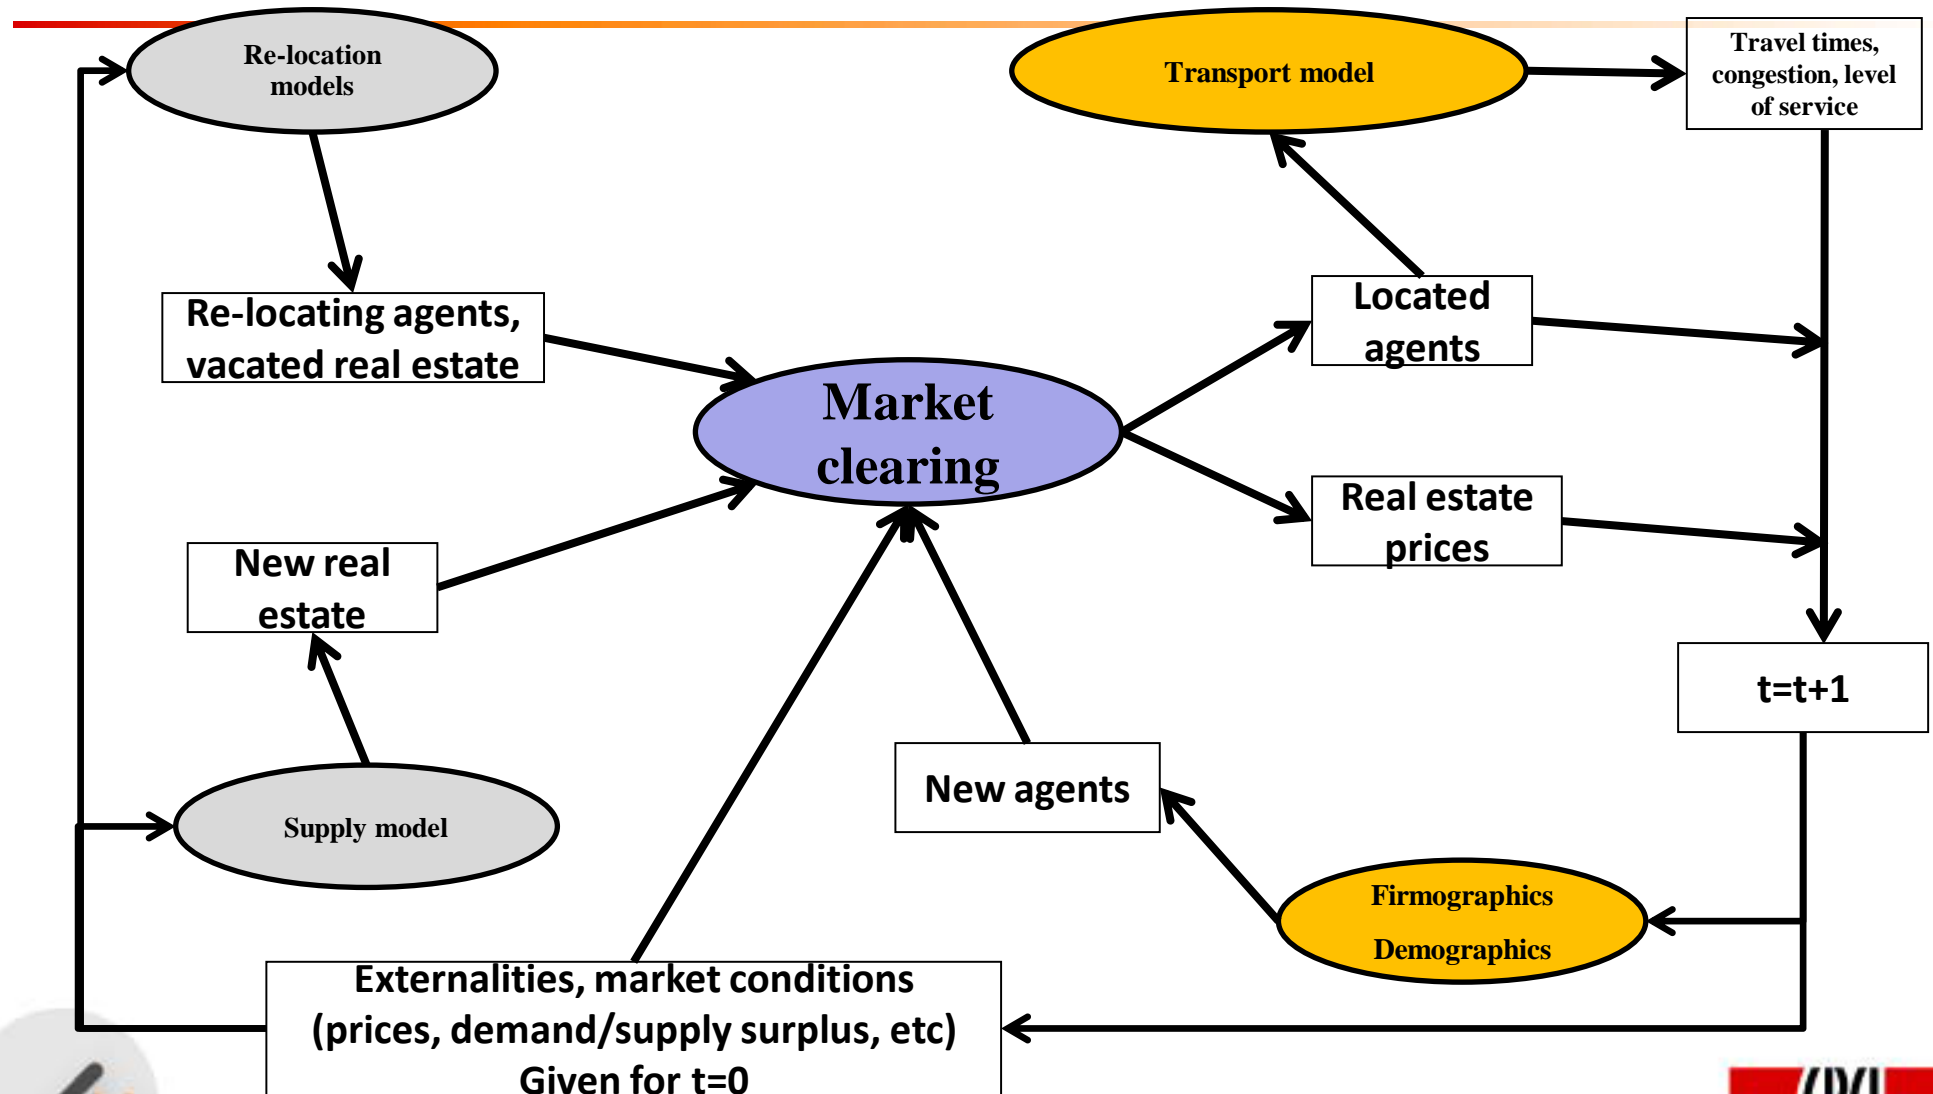 Re-location
models
Transport model
Travel times,
congestion, level
of service
Re-locating agents,
vacated real estate
Located
agents
Market
clearing
Real estate
prices
New real
estate
t=t+1
New agents
Supply model
Firmographics
Demographics
Externalities, market conditions
(prices, demand/supply surplus, etc)
Given for t=0